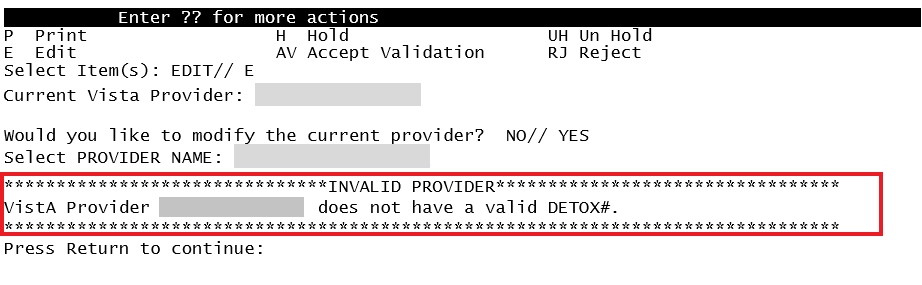 Enter ?? for more actions
P  Print                  H  Hold                   UH Un Hold
E  Edit                   AV Accept Validation      RJ Reject
Select Item(s): EDIT// E
Current Vista Provider:
Would you like to modify the current provider?  NO// YES
Select PROVIDER NAME:
*******************************INVALID PROVIDER*********************************
VistA Provider                does not have a valid DETOX#.
********************************************************************************
Press Return to continue: